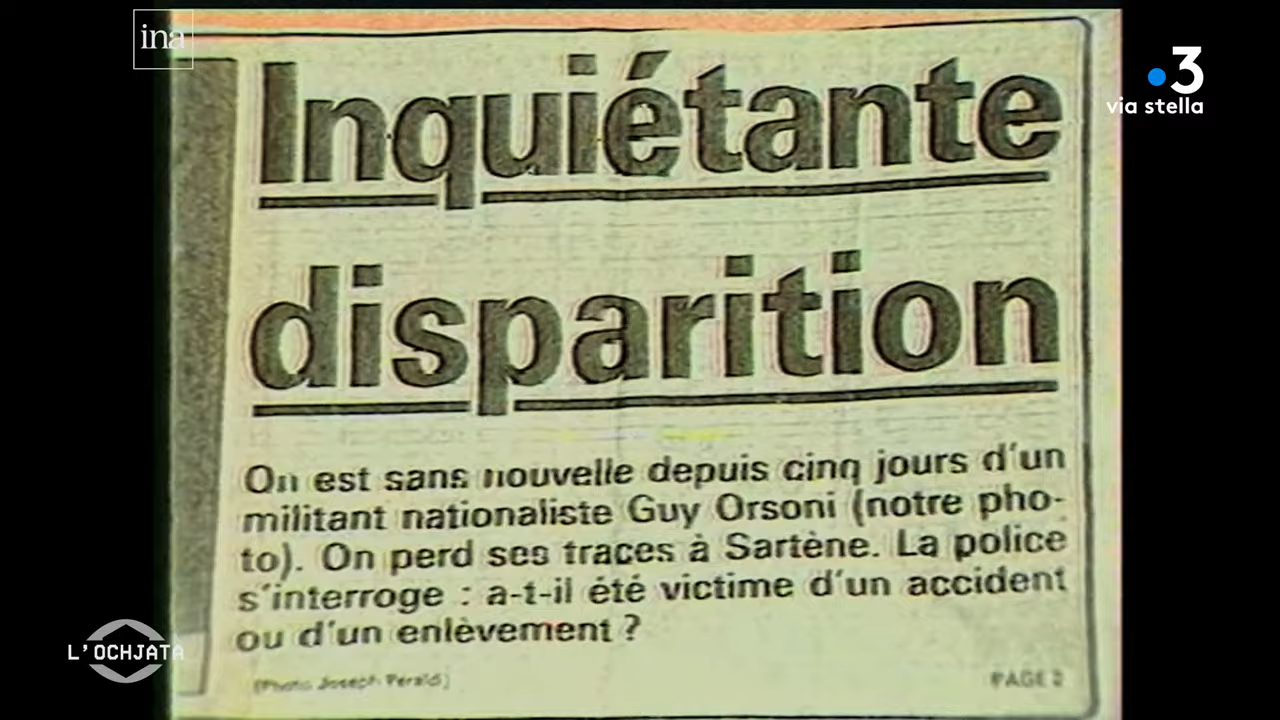 ina
3
via stella
Inquiétante
disparition
On est sans nouvelle depuis cinq jours d'un
militant nationaliste Guy Orsoni (notre pho-
to). On perd ses traces à Sartène. La police
s'interroge : a-t-il été victime d'un accident
ou d'un enlèvement ?
(Photo Joseph Peraldi)
PAGE 2
L'OCHJATA